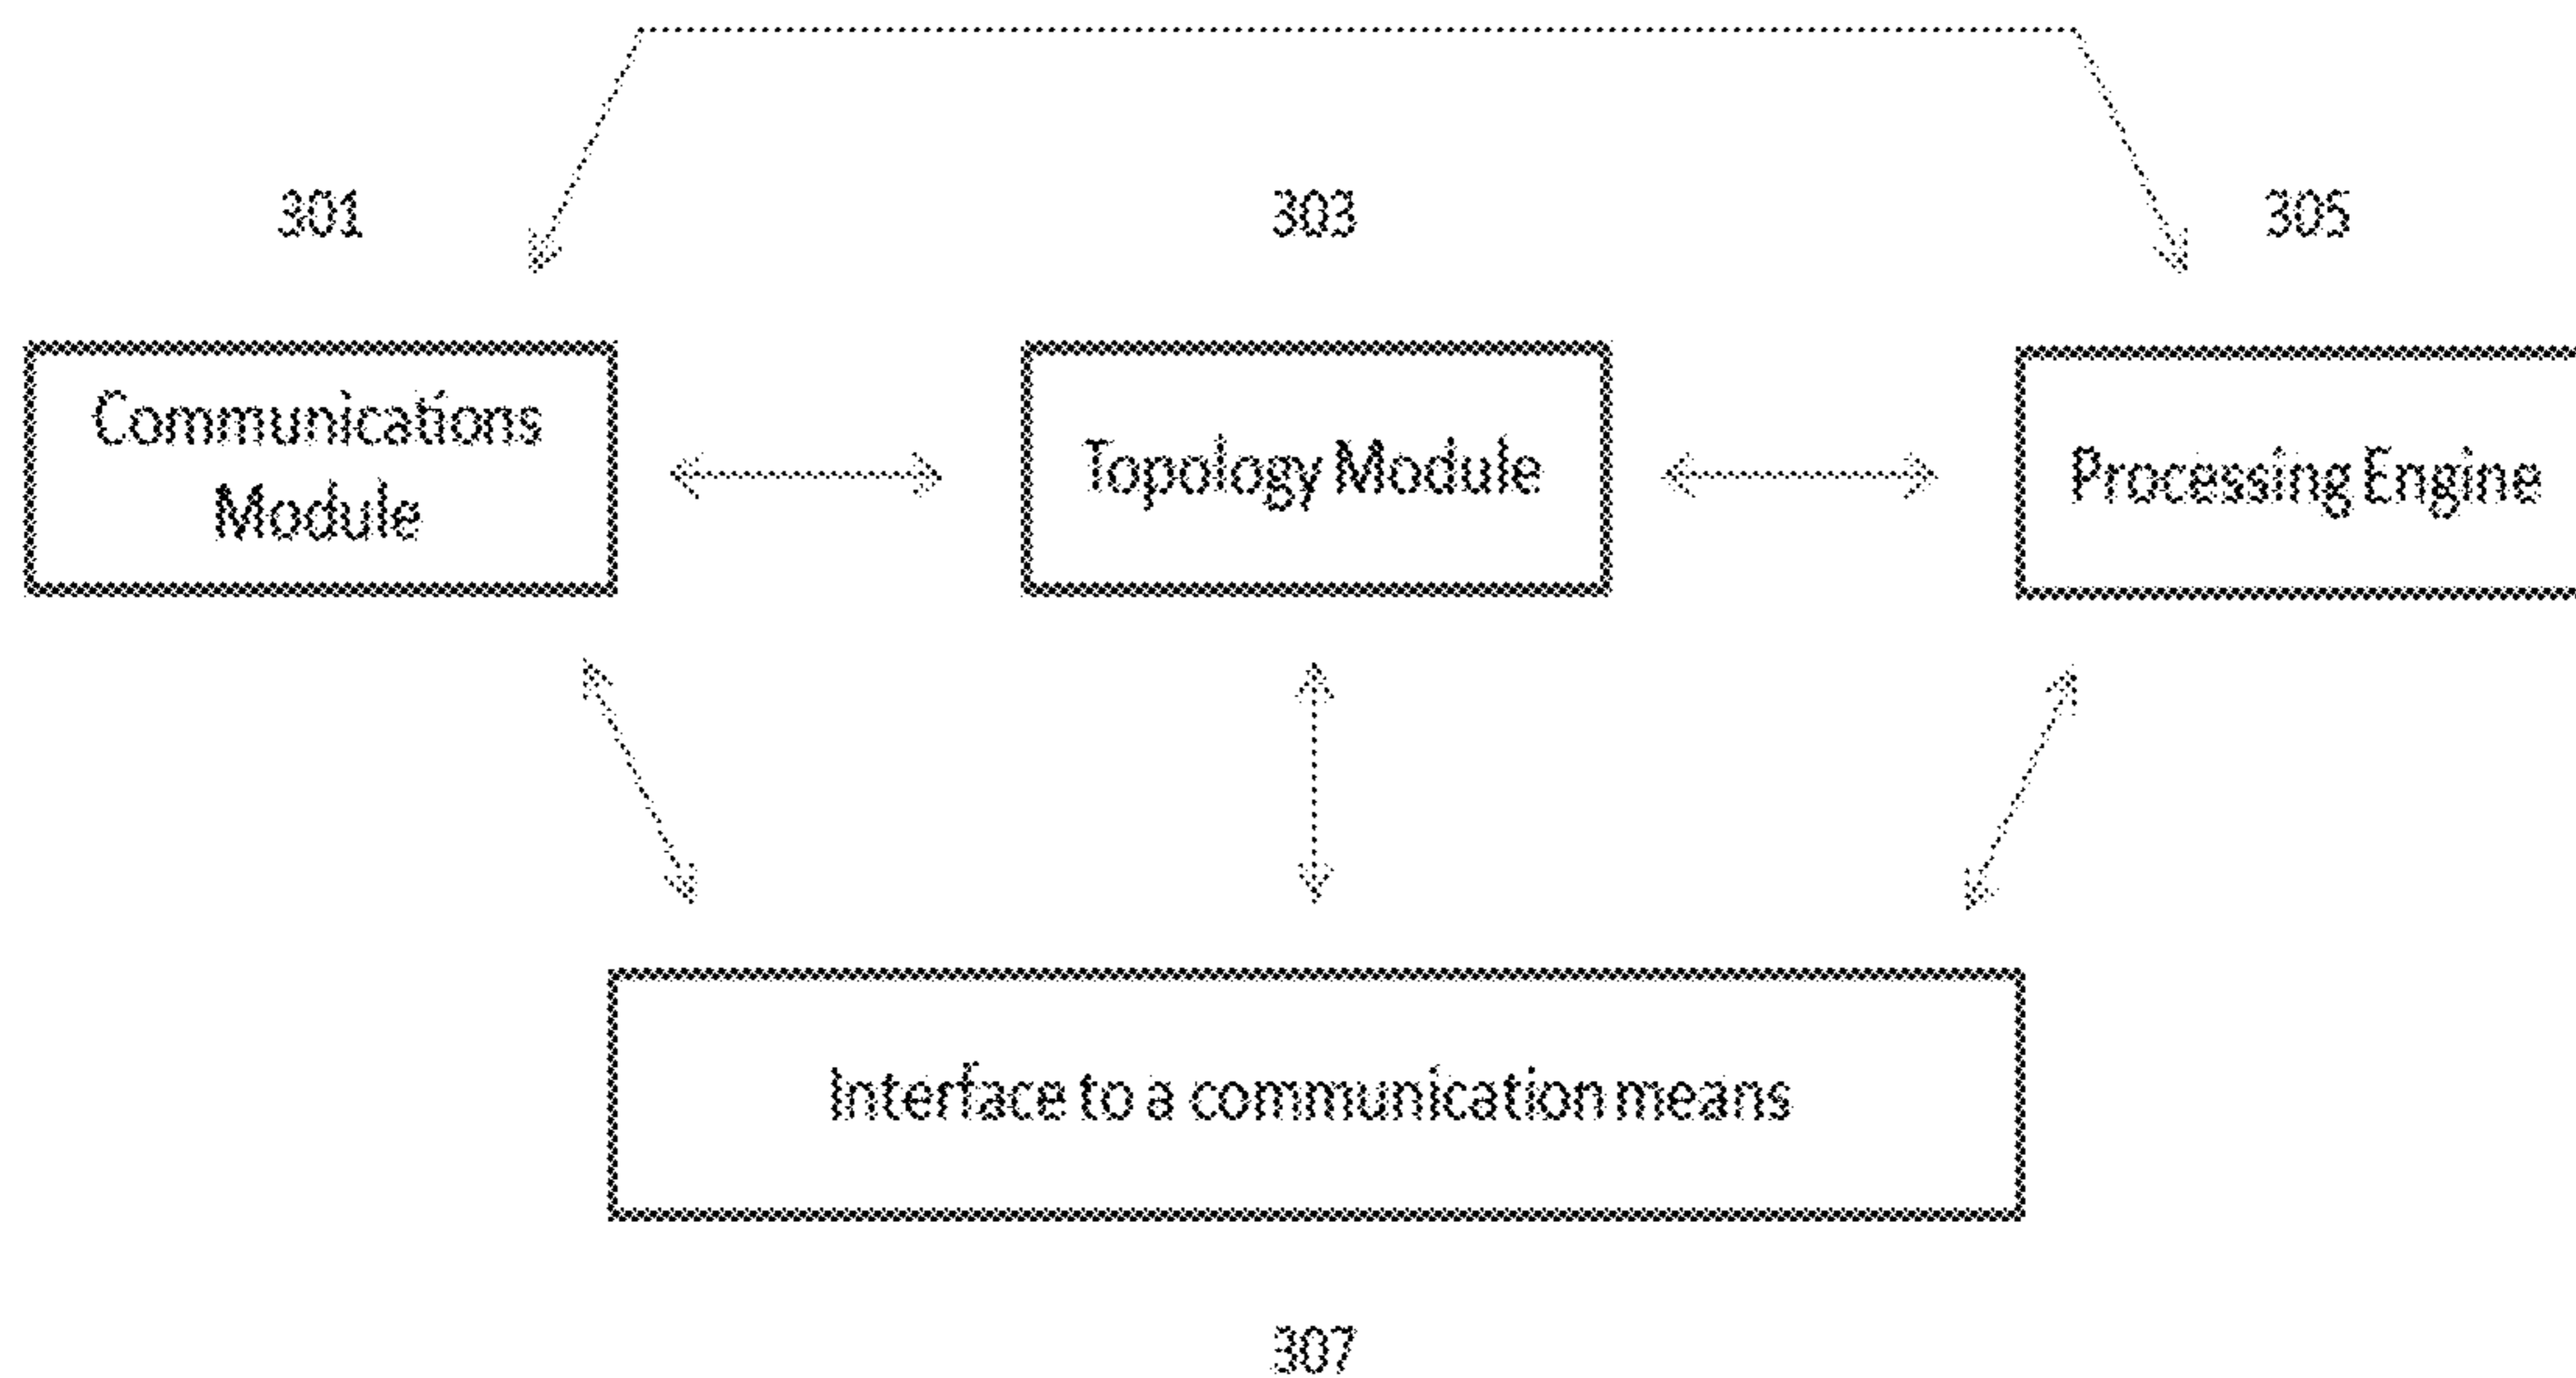 301
303
305
Communications
Module
Topology Module
Processing Engine
Interface to a communication means
307